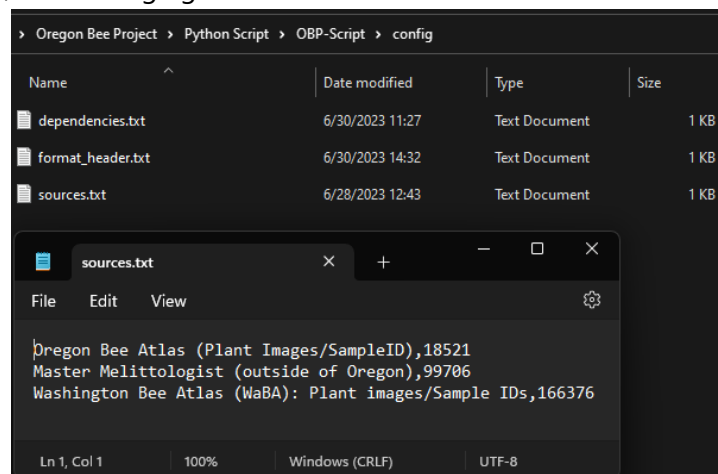 › Oregon Bee Project › Python Script › OBP-Script › config
Name Date modified Type Size
dependencies.txt 6/30/2023 11:27 Text Document 1 KB
format_header.txt 6/30/2023 14:32 Text Document 1 KB
sources.txt 6/28/2023 12:43 Text Document 1 KB
sources.txt
File Edit View
Oregon Bee Atlas (Plant Images/SampleID),18521
Master Melittologist (outside of Oregon),99706
Washington Bee Atlas (WaBA): Plant images/Sample IDs,166376
Ln 1, Col 1 100% Windows (CRLF) UTF-8